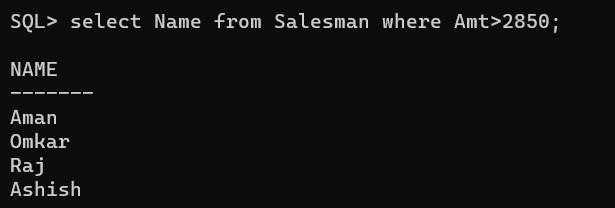 SQL> select Name from Salesman where Amt>2850;
NAME
-------
Aman
Omkar
Raj
Ashish